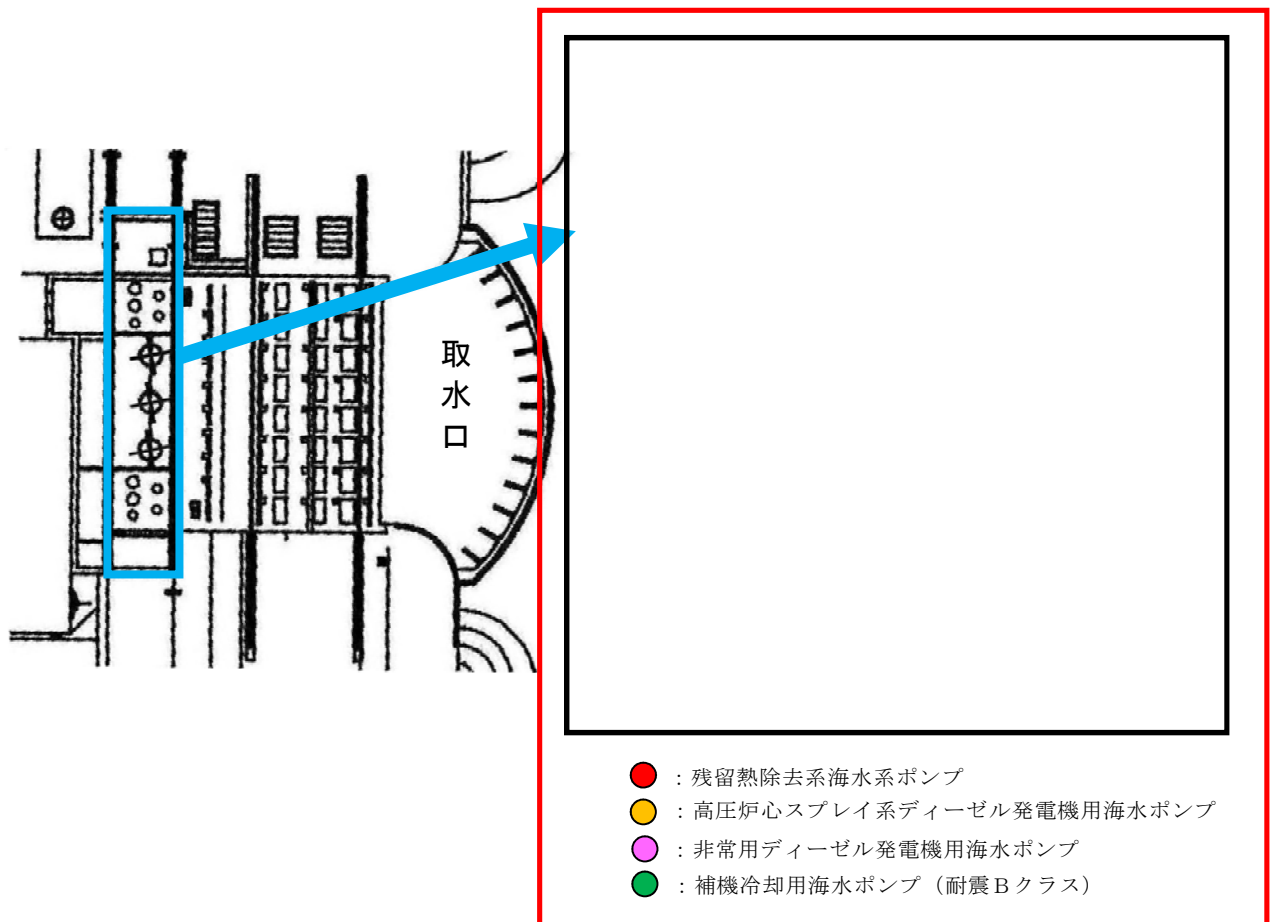 取水口
：残留熱除去系海水系ポンプ
：高圧炉心スプレイ系ディーゼル発電機用海水ポンプ
：非常用ディーゼル発電機用海水ポンプ
：補機冷却用海水ポンプ（耐震Ｂクラス）